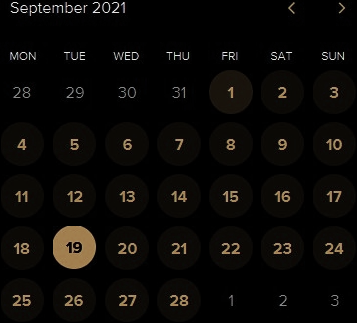 September 2021
MON TUE WED THU FRI SAT SUN
28 29 30 31 1 2 3
4 5 6 7 8 9 10
11 12 13 14 15 16 17
18 19 20 21 22 23 24
25 26 27 28 1 2 3